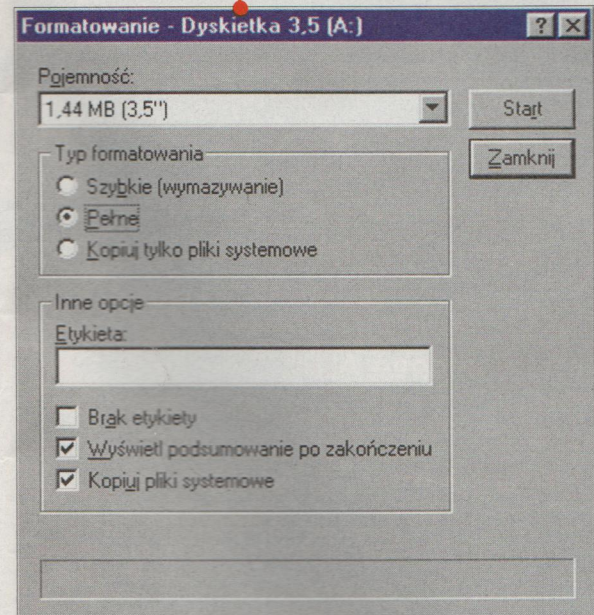 Formatowanie - Dyskietka 3,5 (A:)
Pojemność:
1,44 MB (3,5")
Start
Zamknij
Typ formatowania
Szybkie (wymazywanie)
Pełne
Kopiuj tylko pliki systemowe
Inne opcje
Etykieta:
Brak etykiety
Wyświetl podsumowanie po zakończeniu
Kopiuj pliki systemowe